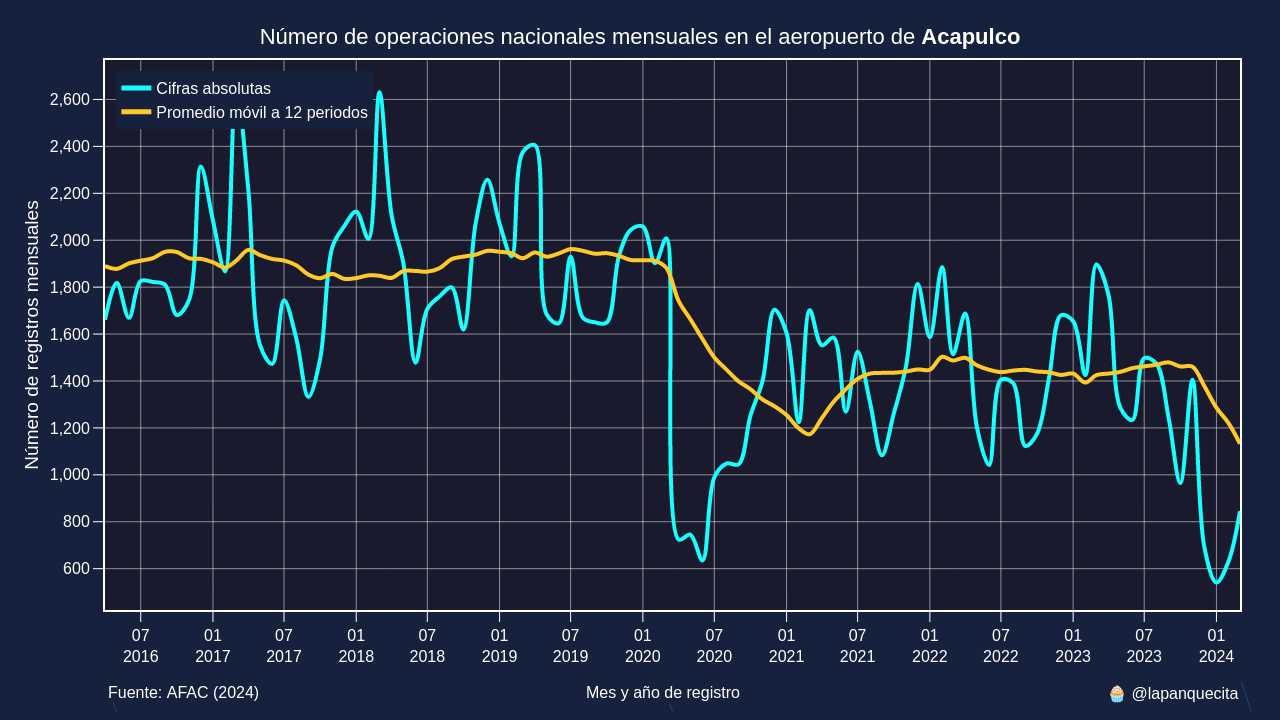 Número de operaciones nacionales mensuales en el aeropuerto de Acapulco
Cifras absolutas
Promedio móvil a 12 periodos
Número de registros mensuales
2,600
2,400
2,200
2,000
1,800
1,600
1,400
1,200
1,000
800
600
07 01 07 01 07 01 07 01 07 01 07 01 07 01 07 01
2016 2017 2017 2018 2018 2019 2019 2020 2020 2021 2021 2022 2022 2023 2023 2024
Fuente: AFAC (2024) Mes y año de registro 🧁 @lapanquecita